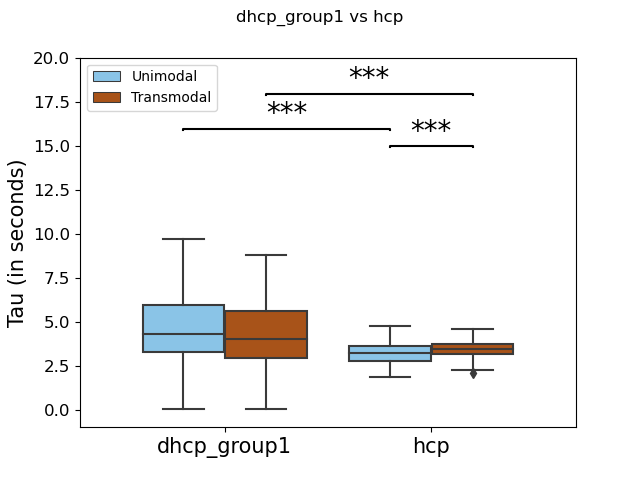 dhcp_group1 vs hcp
20.0
17.5
15.0
12.5
10.0
7.5
5.0
2.5
0.0
Tau (in seconds)
Unimodal
Transmodal
***
***
***
dhcp_group1
hcp